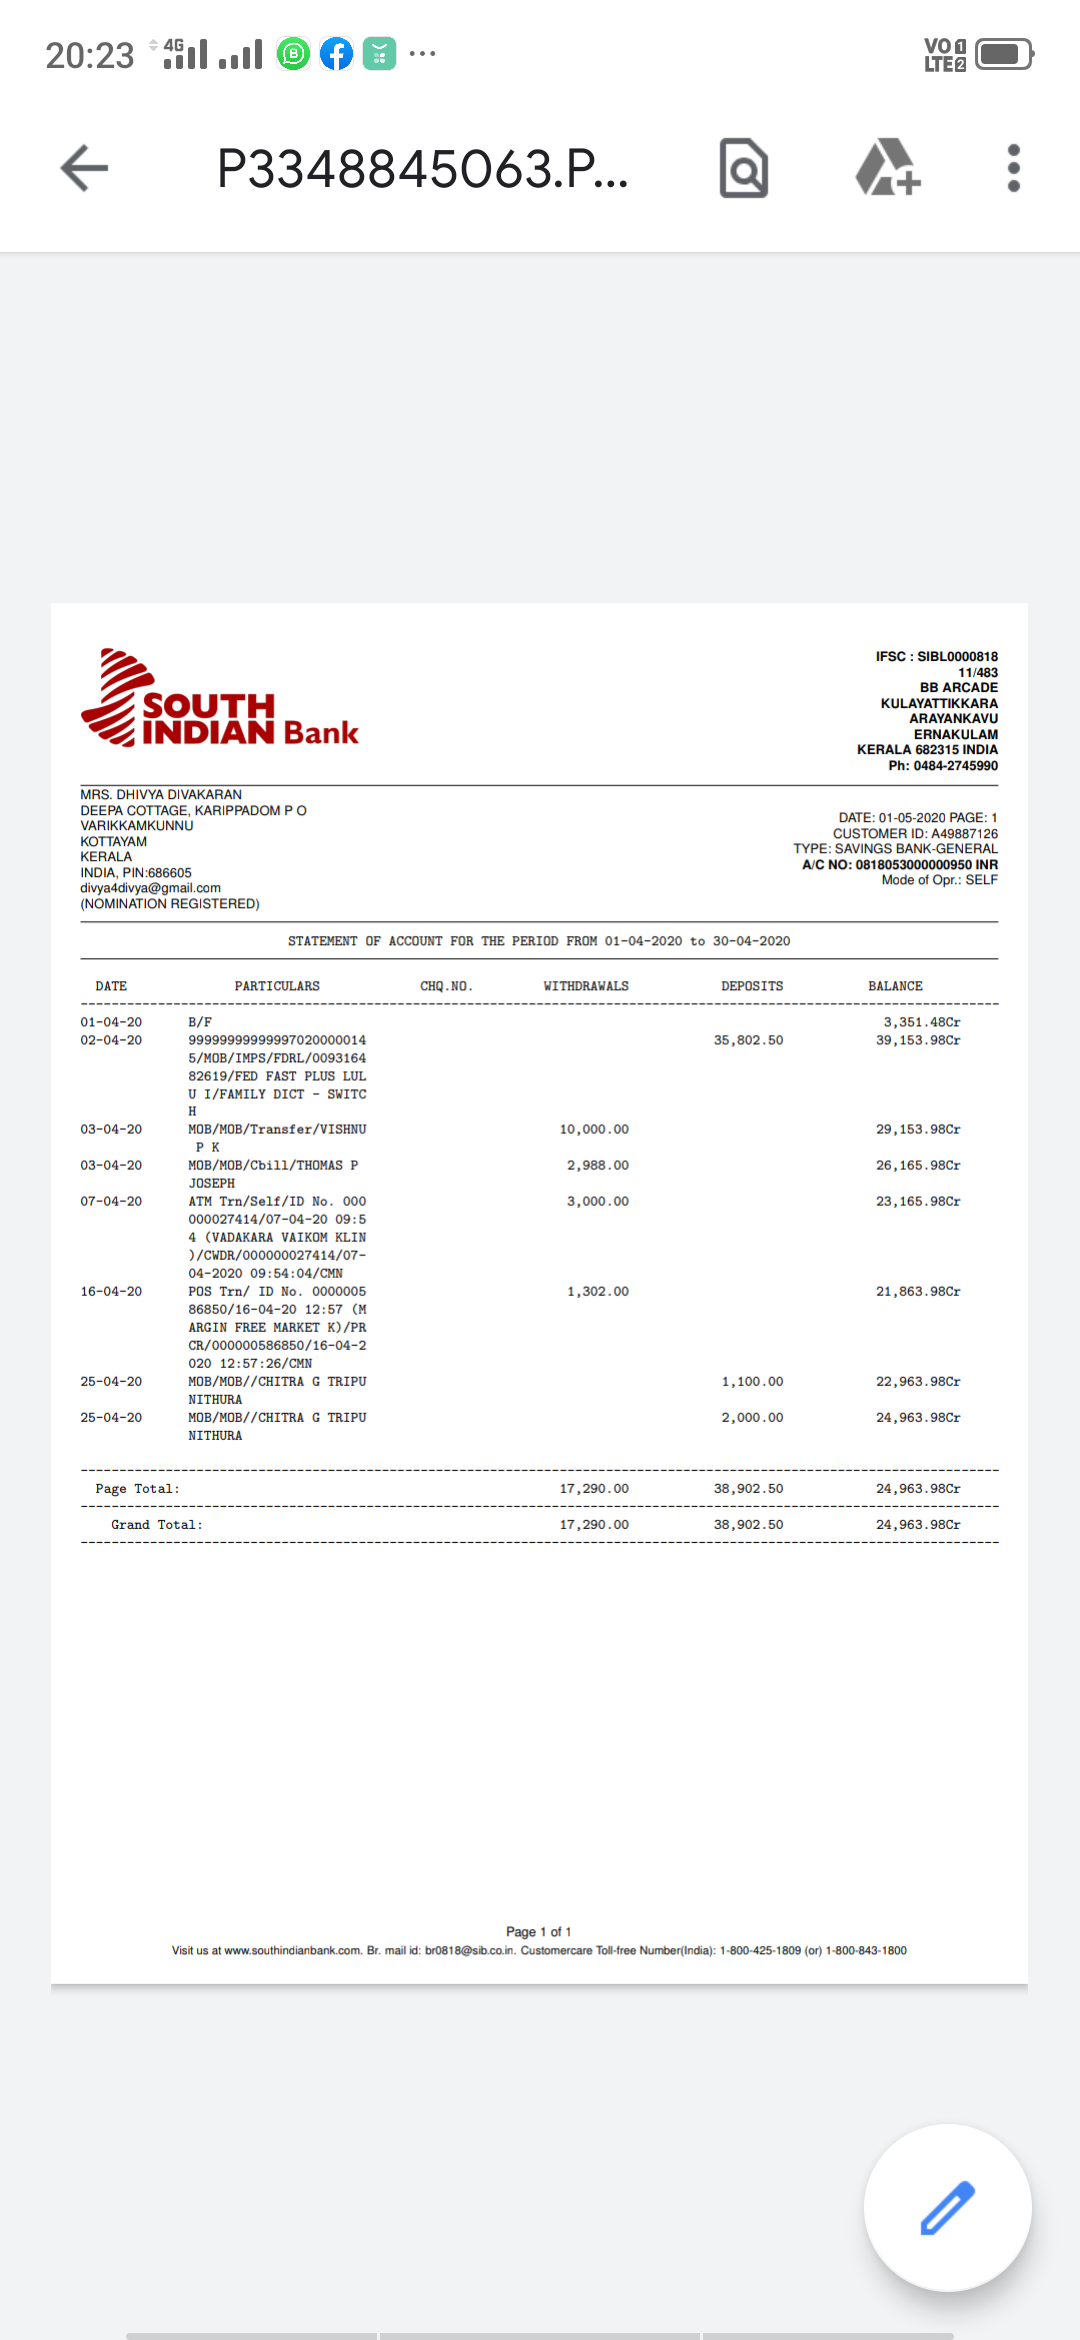 20:23 4G VO 1 LTE 2
P3348845063.P...
SOUTH
INDIAN Bank
IFSC : SIBL0000818
11/483
BB ARCADE
KULAYATTIKKARA
ARAYANKAVU
ERNAKULAM
KERALA 682315 INDIA
Ph: 0484-2745990
MRS. DHIVYA DIVAKARAN
DEEPA COTTAGE, KARIPPADOM P O
VARIKKAMKUNNU
KOTTAYAM
KERALA
INDIA, PIN:686605
divya4divya@gmail.com
(NOMINATION REGISTERED)
DATE: 01-05-2020 PAGE: 1
CUSTOMER ID: A49887126
TYPE: SAVINGS BANK-GENERAL
A/C NO: 0818053000000950 INR
Mode of Opr.: SELF
STATEMENT OF ACCOUNT FOR THE PERIOD FROM 01-04-2020 to 30-04-2020
DATE PARTICULARS CHQ.NO. WITHDRAWALS DEPOSITS BALANCE
01-04-20 B/F 3,351.48Cr
02-04-20 99999999999997020000014 35,802.50 39,153.98Cr
5/MOB/IMPS/FDRL/0093164
82619/FED FAST PLUS LUL
U I/FAMILY DICT - SWITC
H
03-04-20 MOB/MOB/Transfer/VISHNU 10,000.00 29,153.98Cr
P K
03-04-20 MOB/MOB/Cbill/THOMAS P 2,988.00 26,165.98Cr
JOSEPH
07-04-20 ATM Trn/Self/ID No. 000 3,000.00 23,165.98Cr
000027414/07-04-20 09:5
4 (VADAKARA VAIKOM KLIN
)/CWDR/000000027414/07-
04-2020 09:54:04/CMN
16-04-20 POS Trn/ ID No. 0000005 1,302.00 21,863.98Cr
86850/16-04-20 12:57 (M
ARGIN FREE MARKET K)/PR
CR/000000586850/16-04-2
020 12:57:26/CMN
25-04-20 MOB/MOB//CHITRA G TRIPU 1,100.00 22,963.98Cr
NITHURA
25-04-20 MOB/MOB//CHITRA G TRIPU 2,000.00 24,963.98Cr
NITHURA
Page Total: 17,290.00 38,902.50 24,963.98Cr
Grand Total: 17,290.00 38,902.50 24,963.98Cr
Page 1 of 1
Visit us at www.southindianbank.com. Br. mail id: br0818@sib.co.in. Customercare Toll-free Number(India): 1-800-425-1809 (or) 1-800-843-1800